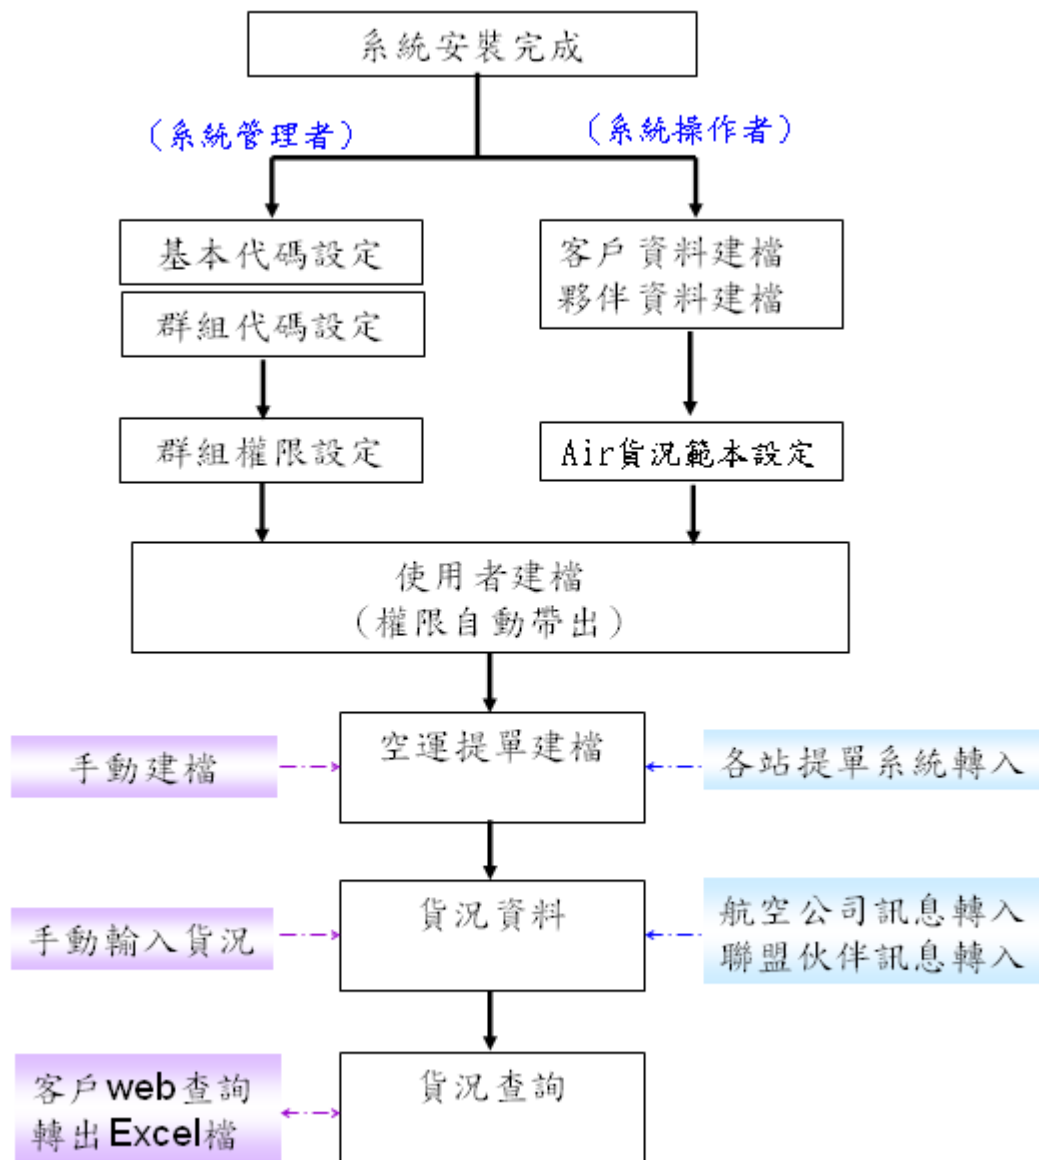 系統安裝完成
(系統管理者)
(系統操作者)
基本代碼設定
群組代碼設定
群組權限設定
客戶資料建檔
夥伴資料建檔
Air貨況範本設定
使用者建檔
(權限自動帶出)
手動建檔
空運提單建檔
各站提單系統轉入
手動輸入貨況
貨況資料
航空公司訊息轉入
聯盟伙伴訊息轉入
客戶web查詢
轉出Excel檔
貨況查詢